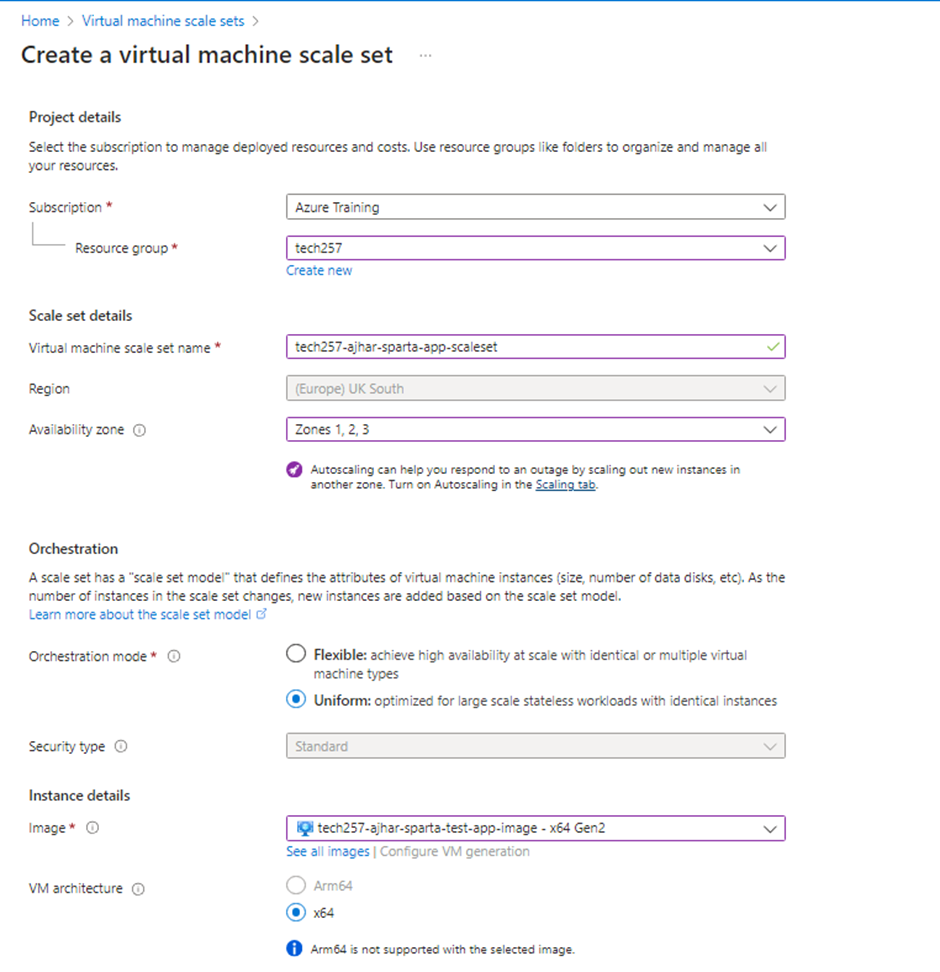 Home > Virtual machine scale sets >
Create a virtual machine scale set ...
Project details
Select the subscription to manage deployed resources and costs. Use resource groups like folders to organize and manage all
your resources.
Subscription * Azure Training
Resource group * tech257
Create new
Scale set details
Virtual machine scale set name * tech257-ajhar-sparta-app-scaleset
Region (Europe) UK South
Availability zone Zones 1, 2, 3
Autoscaling can help you respond to an outage by scaling out new instances in
another zone. Turn on Autoscaling in the Scaling tab.
Orchestration
A scale set has a "scale set model" that defines the attributes of virtual machine instances (size, number of data disks, etc). As the
number of instances in the scale set changes, new instances are added based on the scale set model.
Learn more about the scale set model
Orchestration mode * Flexible: achieve high availability at scale with identical or multiple virtual
machine types
Uniform: optimized for large scale stateless workloads with identical instances
Security type Standard
Instance details
Image * tech257-ajhar-sparta-test-app-image - x64 Gen2
See all images | Configure VM generation
VM architecture Arm64
x64
Arm64 is not supported with the selected image.